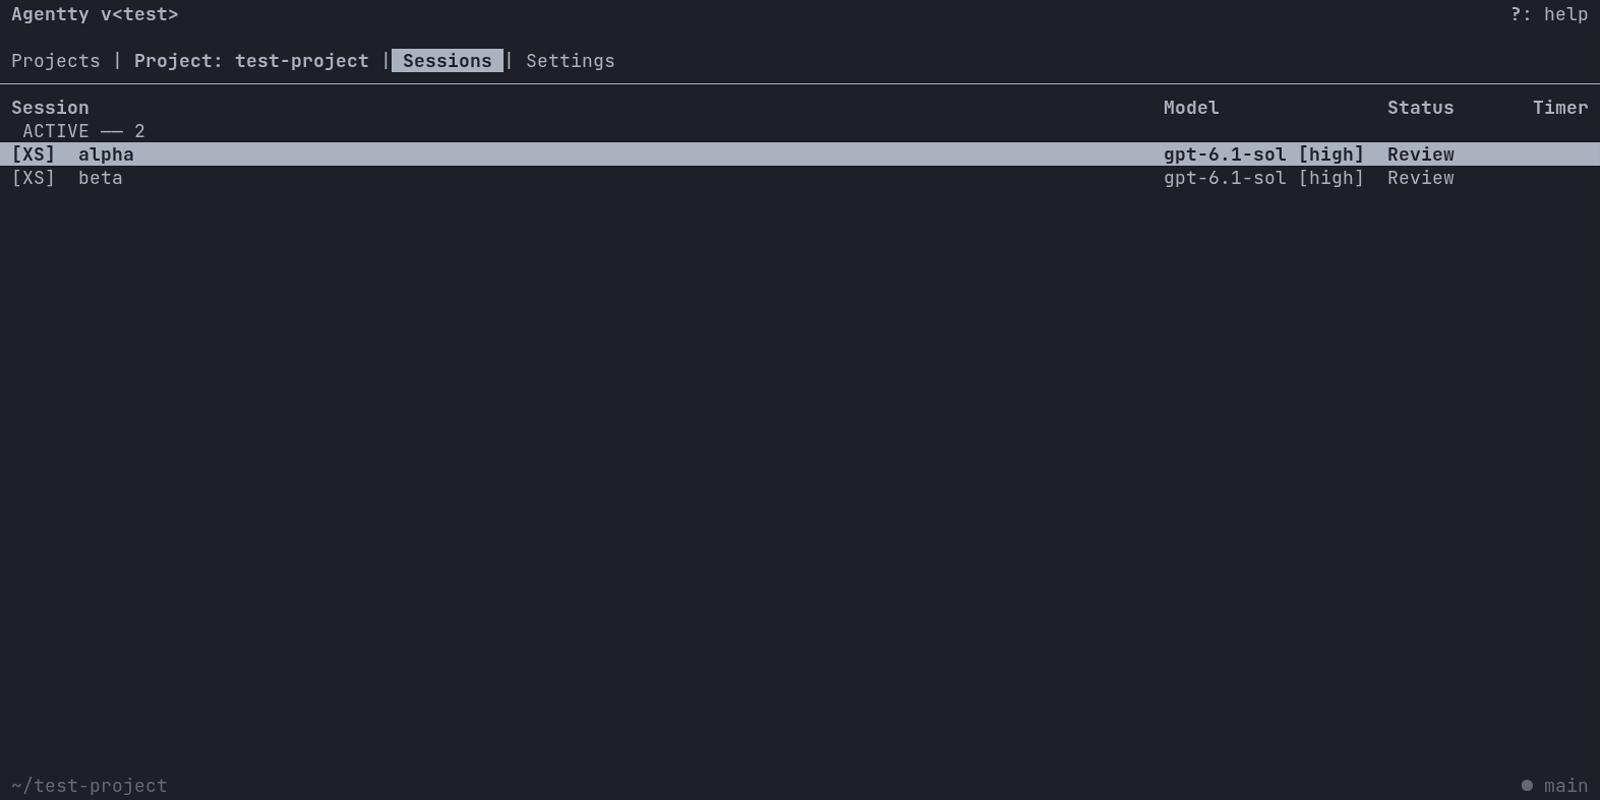 Agentty v<test> ?: help
Projects | Project: test-project | Sessions | Settings
Session Model Status Timer
ACTIVE —— 2
[XS] alpha gpt-6.1-sol [high] Review
[XS] beta gpt-6.1-sol [high] Review
~/test-project ● main